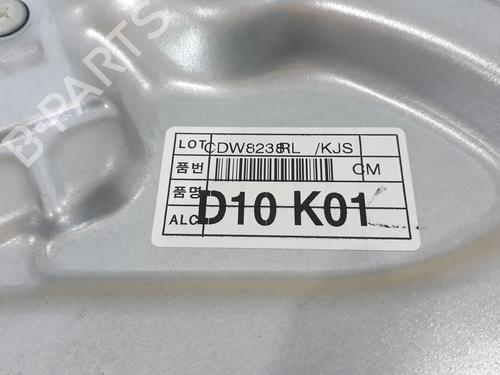 B-PARTS
LOT CDW8238RL /KJS
품번 CM
품명
ALC D10 K01